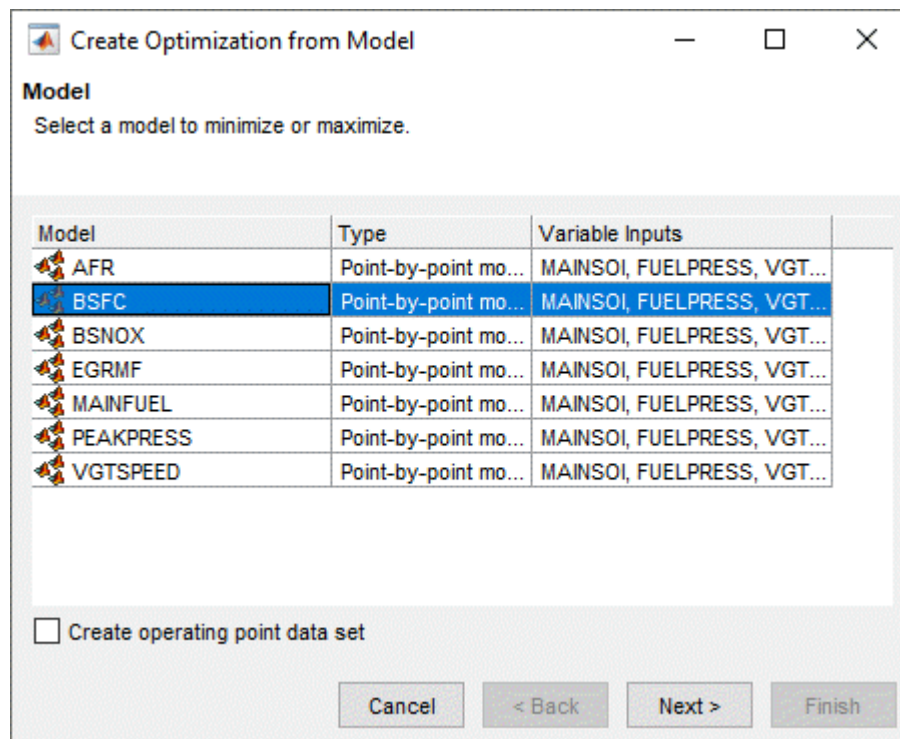 Create Optimization from Model
Model
Select a model to minimize or maximize.
Model Type Variable Inputs
AFR Point-by-point mo... MAINSOI, FUELPRESS, VGT...
BSFC Point-by-point mo... MAINSOI, FUELPRESS, VGT...
BSNOX Point-by-point mo... MAINSOI, FUELPRESS, VGT...
EGRMF Point-by-point mo... MAINSOI, FUELPRESS, VGT...
MAINFUEL Point-by-point mo... MAINSOI, FUELPRESS, VGT...
PEAKPRESS Point-by-point mo... MAINSOI, FUELPRESS, VGT...
VGTSPEED Point-by-point mo... MAINSOI, FUELPRESS, VGT...
Create operating point data set
Cancel < Back Next > Finish